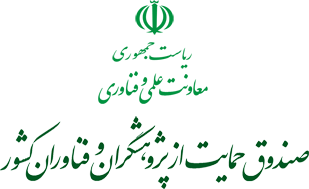 ریاست جمهوری
معاونت علمی و فناوری
صندوق حمایت از پژوهشگران و فناوران کشور